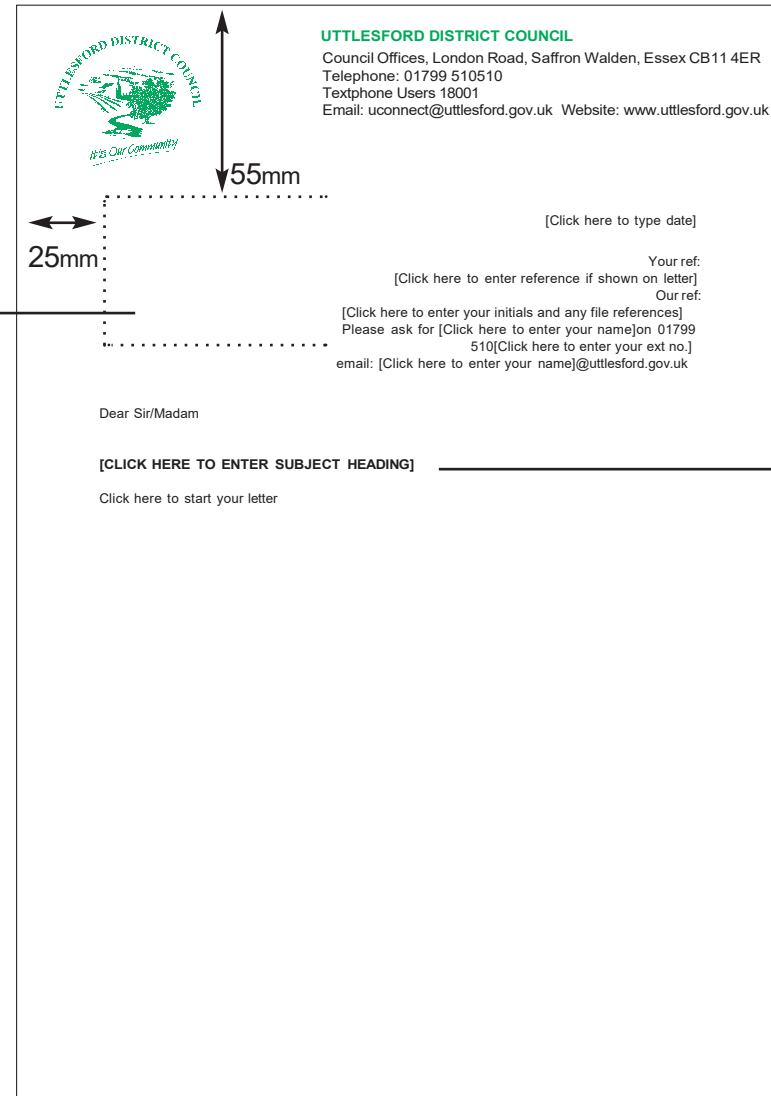 UTTLESFORD DISTRICT COUNCIL
It's Our Community
UTTLESFORD DISTRICT COUNCIL
Council Offices, London Road, Saffron Walden, Essex CB11 4ER
Telephone: 01799 510510
Textphone Users 18001
Email: uconnect@uttlesford.gov.uk Website: www.uttlesford.gov.uk
55mm
25mm
[Click here to type date]
Your ref:
[Click here to enter reference if shown on letter]
Our ref:
[Click here to enter your initials and any file references]
Please ask for [Click here to enter your name]on 01799
510[Click here to enter your ext no.]
email: [Click here to enter your name]@uttlesford.gov.uk
Dear Sir/Madam
[CLICK HERE TO ENTER SUBJECT HEADING]
Click here to start your letter